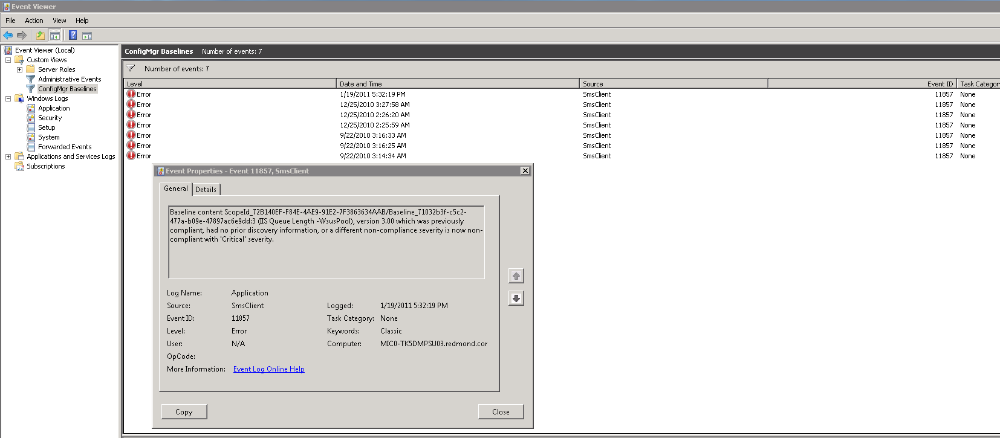 Event Viewer
File Action View Help
Event Viewer (Local)
Custom Views
Server Roles
Administrative Events
ConfigMgr Baselines
Windows Logs
Application
Security
Setup
System
Forwarded Events
Applications and Services Logs
Subscriptions
ConfigMgr Baselines Number of events: 7
Number of events: 7
Level Date and Time Source Event ID Task Category
Error 1/19/2011 5:32:19 PM SmsClient 11857 None
Error 12/25/2010 3:27:58 AM SmsClient 11857 None
Error 12/25/2010 2:26:20 AM SmsClient 11857 None
Error 12/25/2010 2:25:59 AM SmsClient 11857 None
Error 9/22/2010 3:16:33 AM SmsClient 11857 None
Error 9/22/2010 3:16:25 AM SmsClient 11857 None
Error 9/22/2010 3:14:34 AM SmsClient 11857 None
Event Properties - Event 11857, SmsClient
General Details
Baseline content ScopeId_72B140EF-F84E-4AE9-91E2-7F3863634AAB/Baseline_71032b3f-c5c2-
477a-b09e-47897ac6e9dd:3 (IIS Queue Length -WsusPool), version 3.00 which was previously
compliant, had no prior discovery information, or a different non-compliance severity is now non-
compliant with 'Critical' severity.
Log Name: Application
Source: SmsClient Logged: 1/19/2011 5:32:19 PM
Event ID: 11857 Task Category: None
Level: Error Keywords: Classic
User: N/A Computer: MIC0-TK5DMPSU03.redmond.cor
OpCode:
More Information: Event Log Online Help
Copy Close